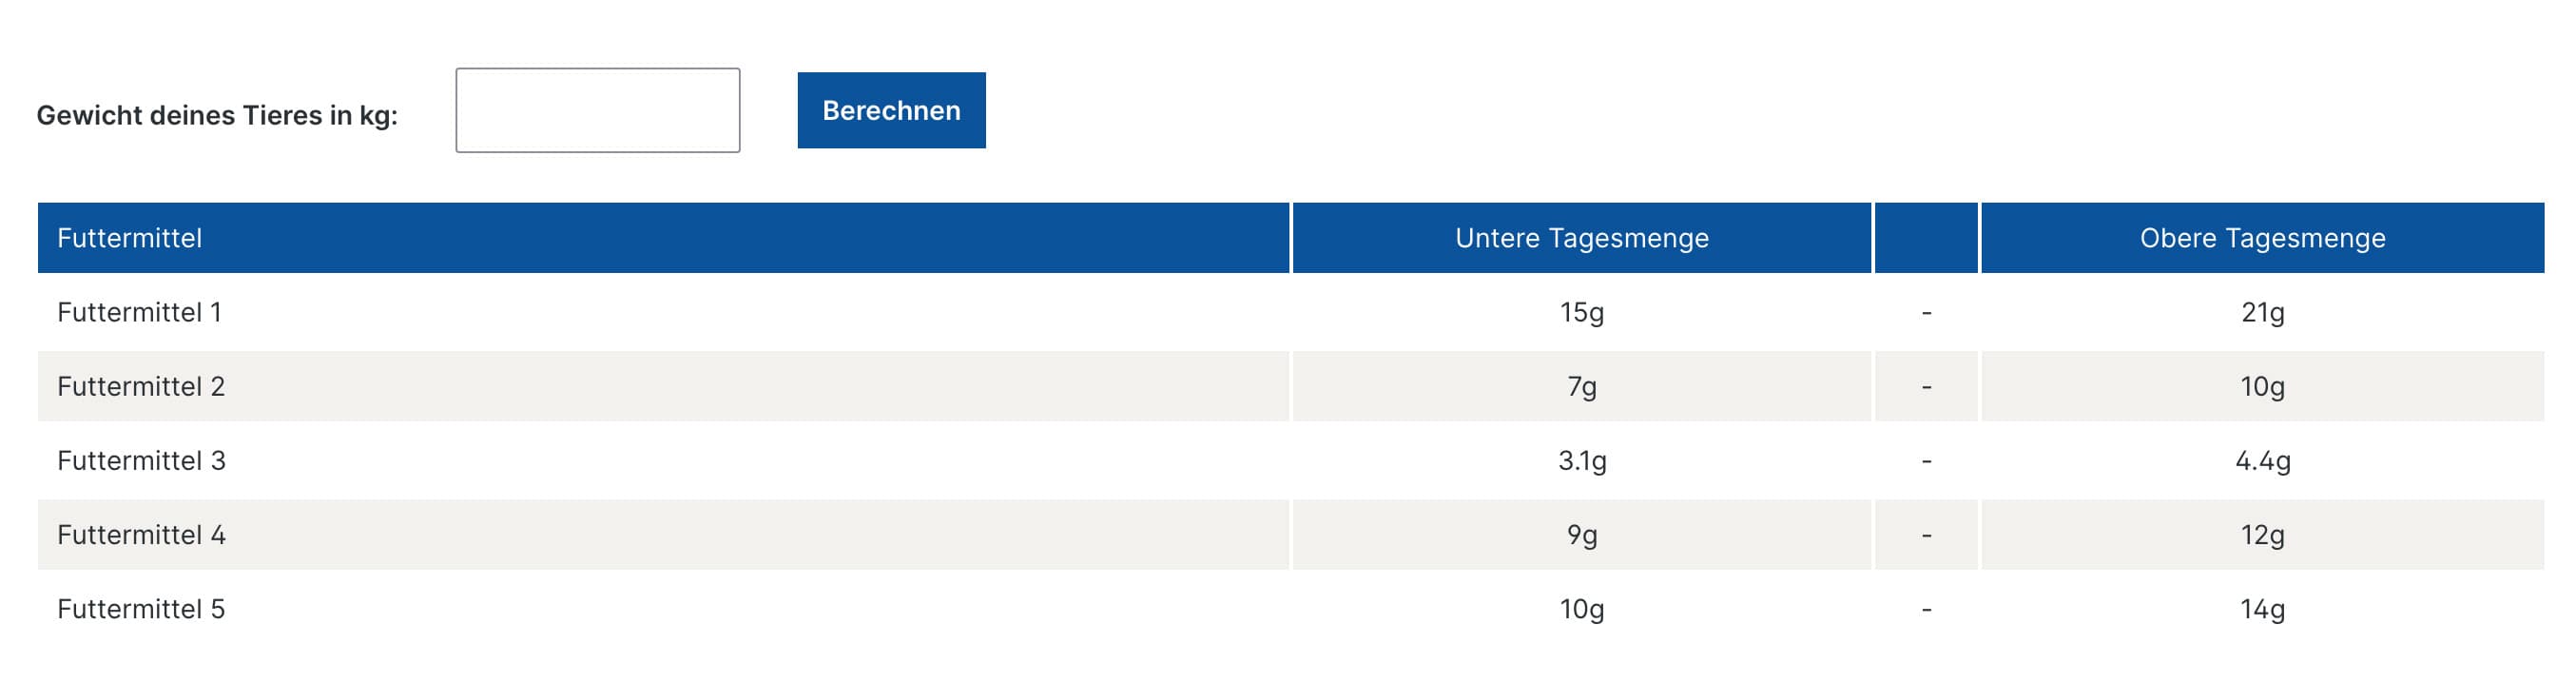 Gewicht deines Tieres in kg: Berechnen
Futtermittel Untere Tagesmenge Obere Tagesmenge
Futtermittel 1 15g - 21g
Futtermittel 2 7g - 10g
Futtermittel 3 3.1g - 4.4g
Futtermittel 4 9g - 12g
Futtermittel 5 10g - 14g